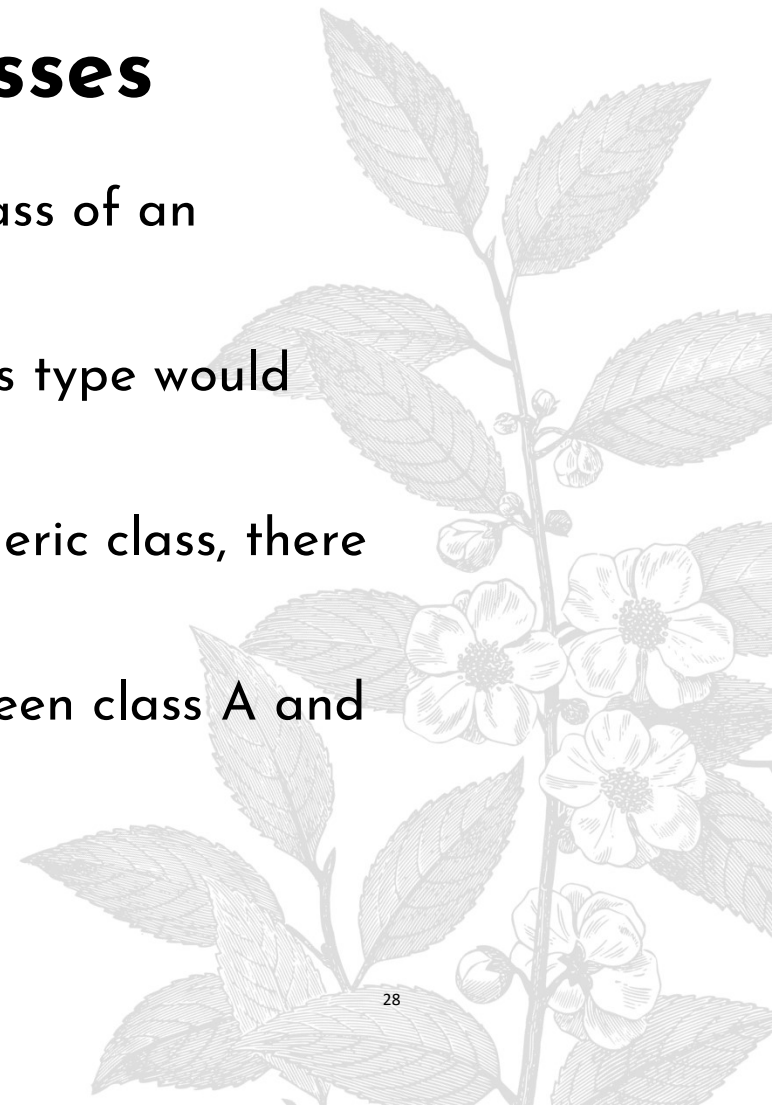 sses
ass of an
s type would
eric class, there
een class A and
28